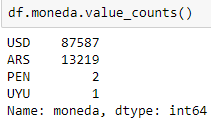 df.moneda.value_counts()
USD 87587
ARS 13219
PEN 2
UYU 1
Name: moneda, dtype: int64